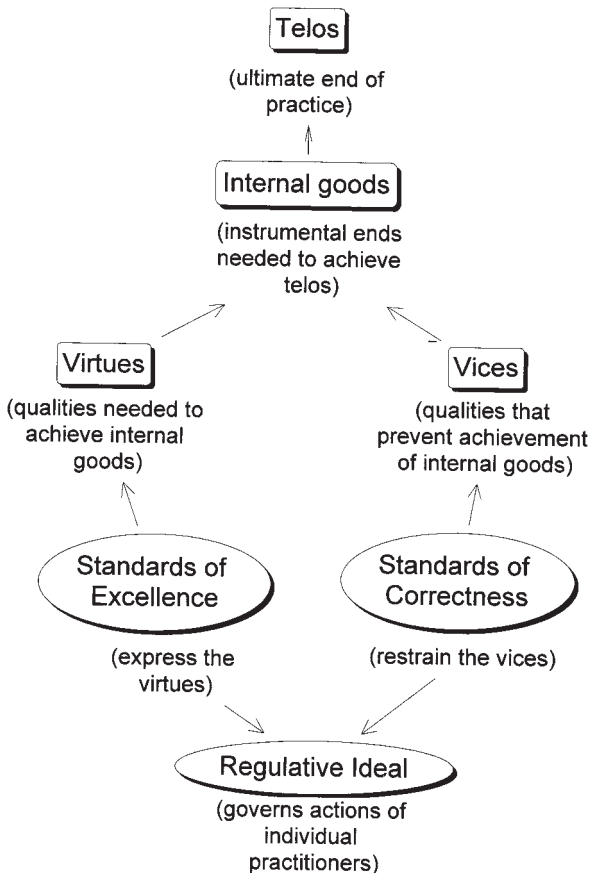 Telos
(ultimate end of
practice)
Internal goods
(instrumental ends
needed to achieve
telos)
Virtues
(qualities needed to
achieve internal
goods)
Vices
(qualities that
prevent achievement
of internal goods)
Standards of
Excellence
(express the
virtues)
Standards of
Correctness
(restrain the vices)
Regulative Ideal
(governs actions of
individual
practitioners)